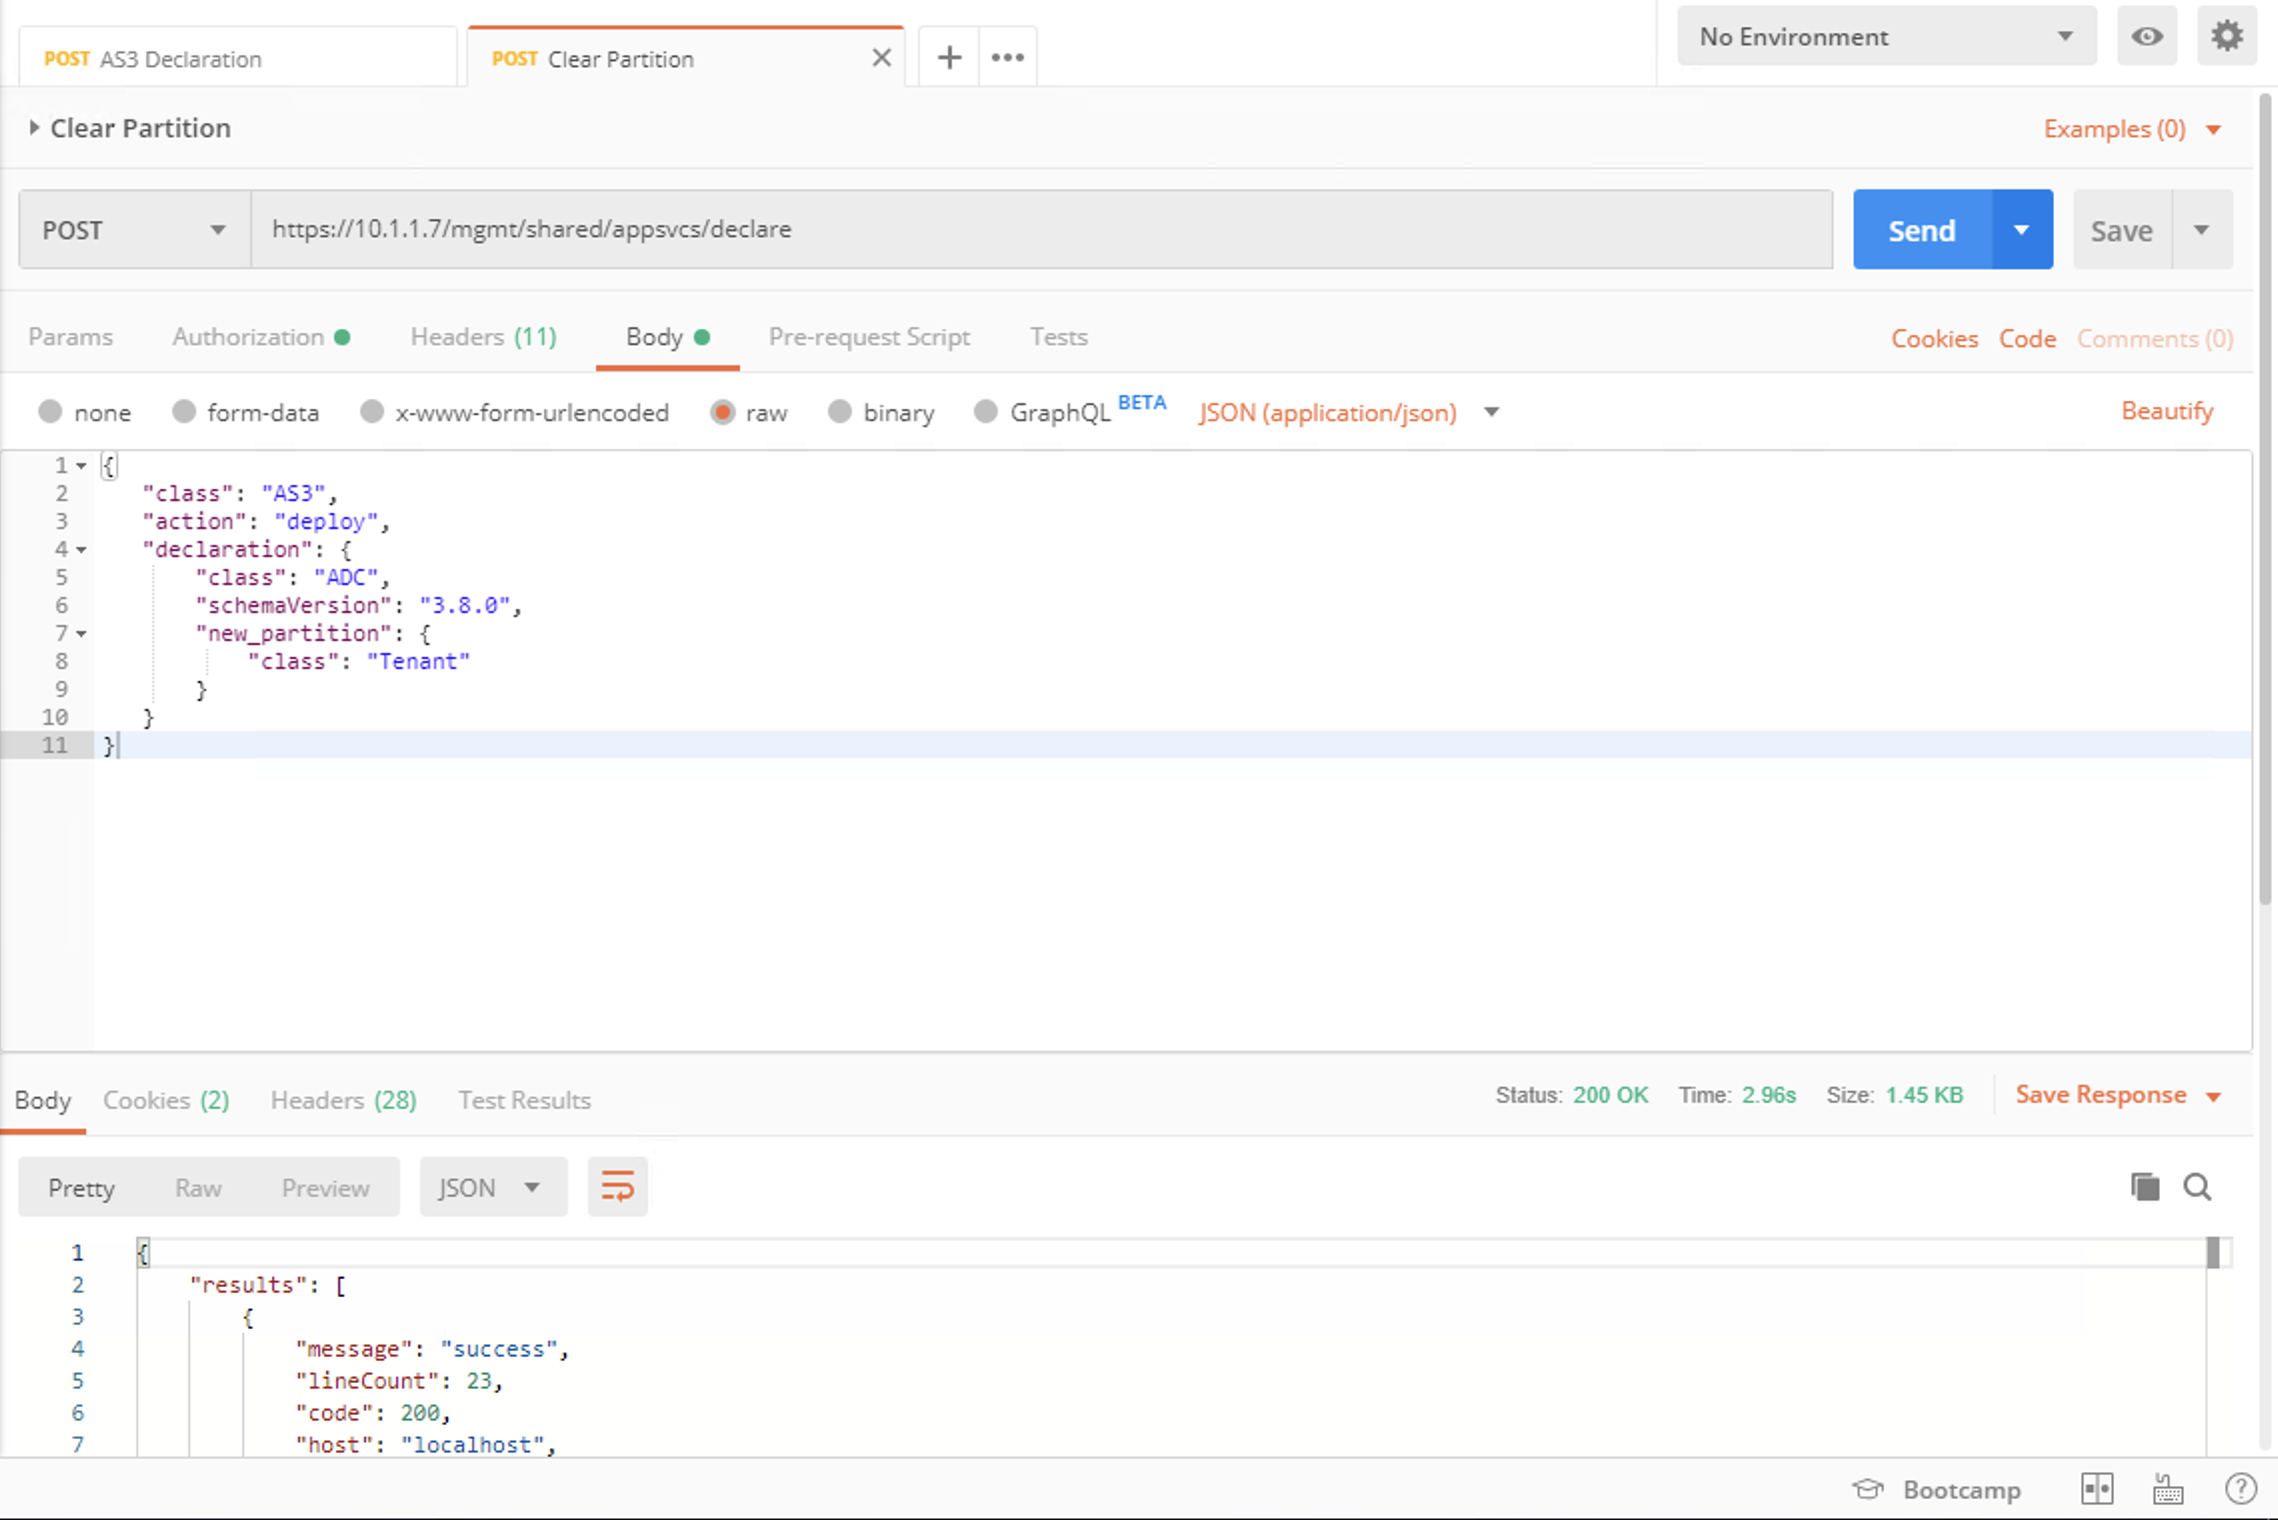 POST AS3 Declaration
POST Clear Partition
No Environment
Clear Partition
Examples (0)
POST
https://10.1.1.7/mgmt/shared/appsvcs/declare
Send
Save
Params Authorization Headers (11) Body Pre-request Script Tests Cookies Code Comments (0)
none form-data x-www-form-urlencoded raw binary GraphQL BETA JSON (application/json) Beautify
1 {
2 "class": "AS3",
3 "action": "deploy",
4 "declaration": {
5 "class": "ADC",
6 "schemaVersion": "3.8.0",
7 "new_partition": {
8 "class": "Tenant"
9 }
10 }
11 }
Body Cookies (2) Headers (28) Test Results Status: 200 OK Time: 2.96s Size: 1.45 KB Save Response
Pretty Raw Preview JSON
1 {
2 "results": [
3 {
4 "message": "success",
5 "lineCount": 23,
6 "code": 200,
7 "host": "localhost",
Bootcamp